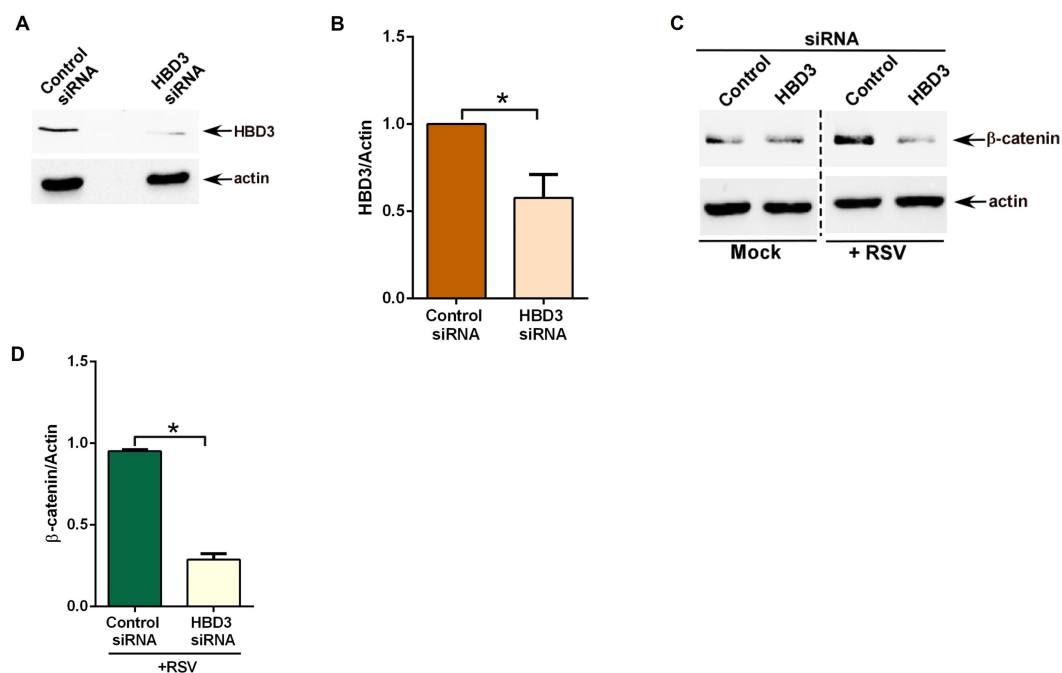 A
Control
siRNA
HBD3
siRNA
HBD3
actin
B
1.5
1.0
0.5
0.0
HBD3/Actin
*
Control
siRNA
HBD3
siRNA
C
siRNA
Control
HBD3
Control
HBD3
β-catenin
actin
Mock
+ RSV
D
1.5
1.0
0.5
0.0
β-catenin/Actin
*
Control
siRNA
HBD3
siRNA
+RSV